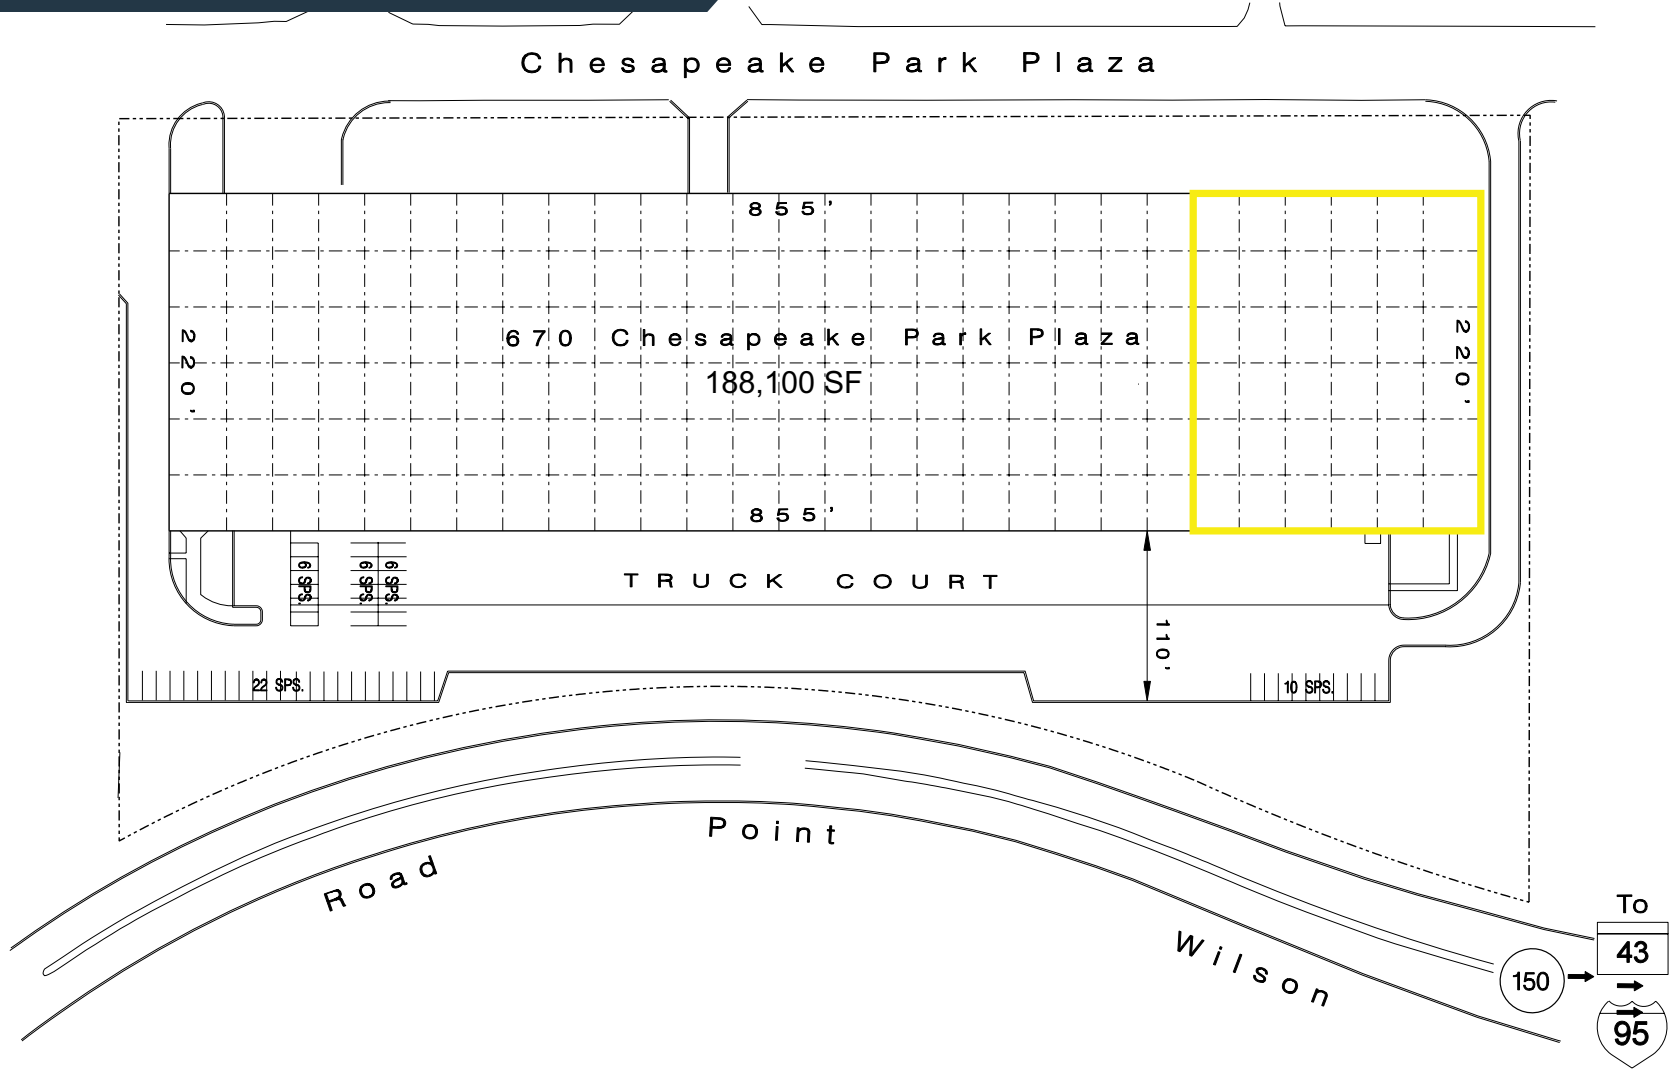 Chesapeake Park Plaza
855'
670 Chesapeake Park Plaza
188,100 SF
220'
220'
855'
TRUCK COURT
6 SPS.
6 SPS.
6 SPS.
110'
22 SPS.
10 SPS.
Road Point Wilson
To
43
150
95